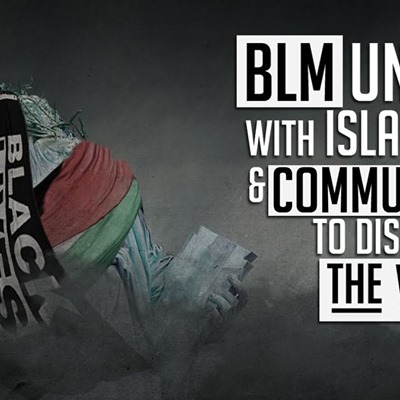 BLM UN
WITH ISLA
& COMMU
TO DIS
THE
BLACK